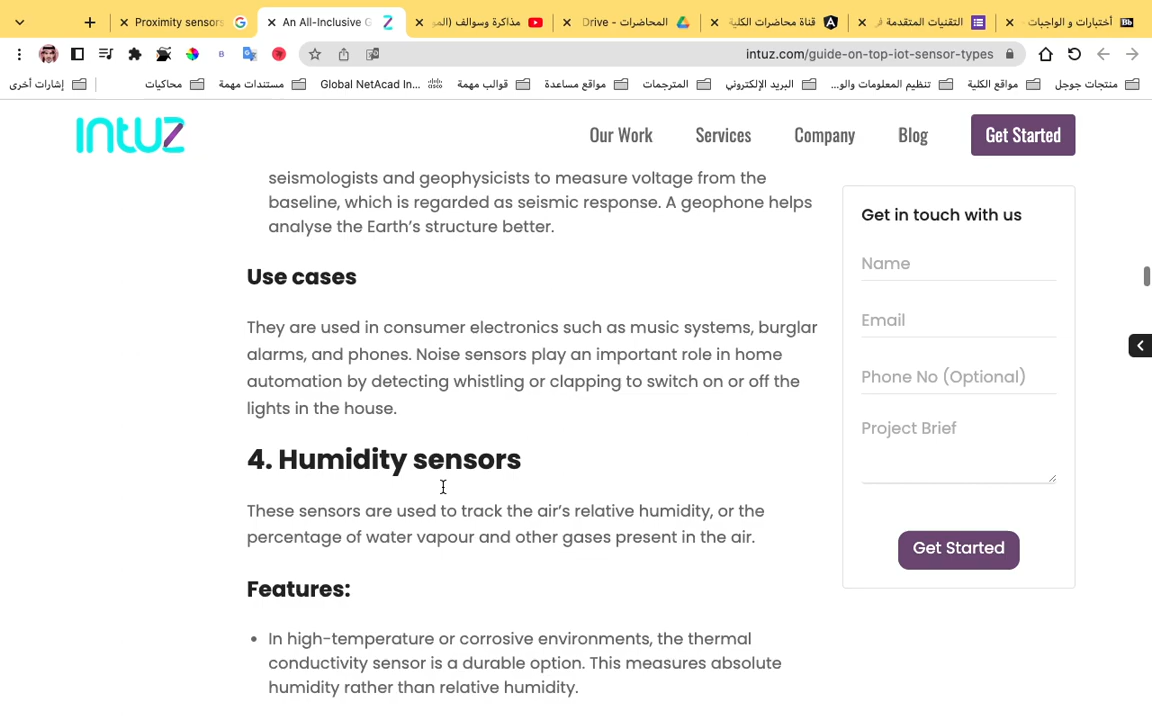 Proximity sensors
An All-Inclusive G
مذاكرة وسوالف (المو
المحاضرات - Drive
قناة محاضرات الكلية
التقنيات المتقدمة في
أختبارات و الواجبات
intuz.com/guide-on-top-iot-sensor-types
منتجات جوجل
مواقع الكلية
تنظيم المعلومات والو...
البريد الإلكتروني
المترجمات
مواقع مساعدة
قوالب مهمة
Global NetAcad In...
مستندات مهمة
محاكيات
إشارات أخرى
INTUZ
Our Work
Services
Company
Blog
Get Started
seismologists and geophysicists to measure voltage from the
baseline, which is regarded as seismic response. A geophone helps
analyse the Earth’s structure better.
Use cases
They are used in consumer electronics such as music systems, burglar
alarms, and phones. Noise sensors play an important role in home
automation by detecting whistling or clapping to switch on or off the
lights in the house.
4. Humidity sensors
These sensors are used to track the air’s relative humidity, or the
percentage of water vapour and other gases present in the air.
Features:
• In high-temperature or corrosive environments, the thermal
conductivity sensor is a durable option. This measures absolute
humidity rather than relative humidity.
Get in touch with us
Name
Email
Phone No (Optional)
Project Brief
Get Started